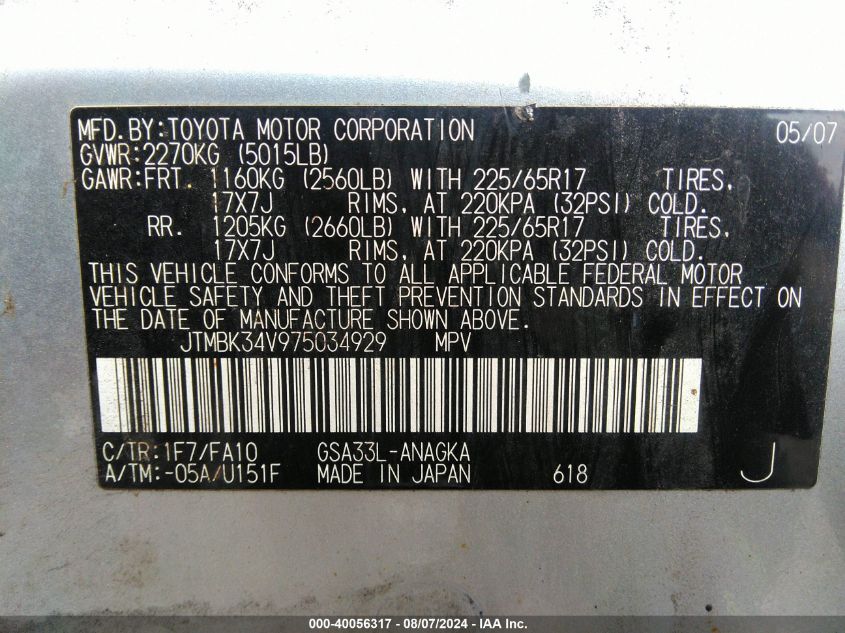 MFD.BY:TOYOTA MOTOR CORPORATION 05/07
GVWR:2270KG (5015LB)
GAWR:FRT. 1160KG (2560LB) WITH 225/65R17 TIRES,
17X7J RIMS, AT 220KPA (32PSI) COLD.
RR. 1205KG (2660LB) WITH 225/65R17 TIRES,
17X7J RIMS, AT 220KPA (32PSI) COLD.
THIS VEHICLE CONFORMS TO ALL APPLICABLE FEDERAL MOTOR
VEHICLE SAFETY AND THEFT PREVENTION STANDARDS IN EFFECT ON
THE DATE OF MANUFACTURE SHOWN ABOVE.
JTMBK34V975034929 MPV
C/TR:1F7/FA10 GSA33L-ANAGKA
A/TM:-05A/U151F MADE IN JAPAN 618 J
000-40056317 - 08/07/2024 - IAA Inc.